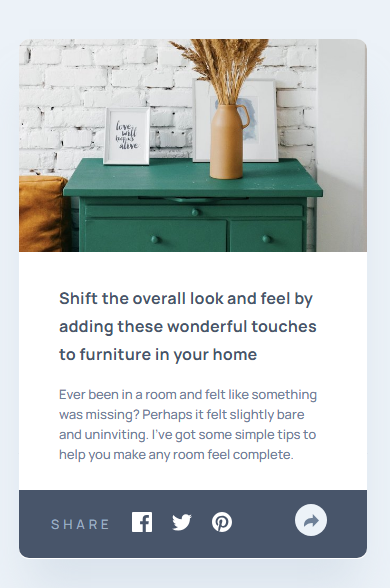 love
will
keep us
alive
Shift the overall look and feel by
adding these wonderful touches
to furniture in your home
Ever been in a room and felt like something
was missing? Perhaps it felt slightly bare
and uninviting. I've got some simple tips to
help you make any room feel complete.
SHARE